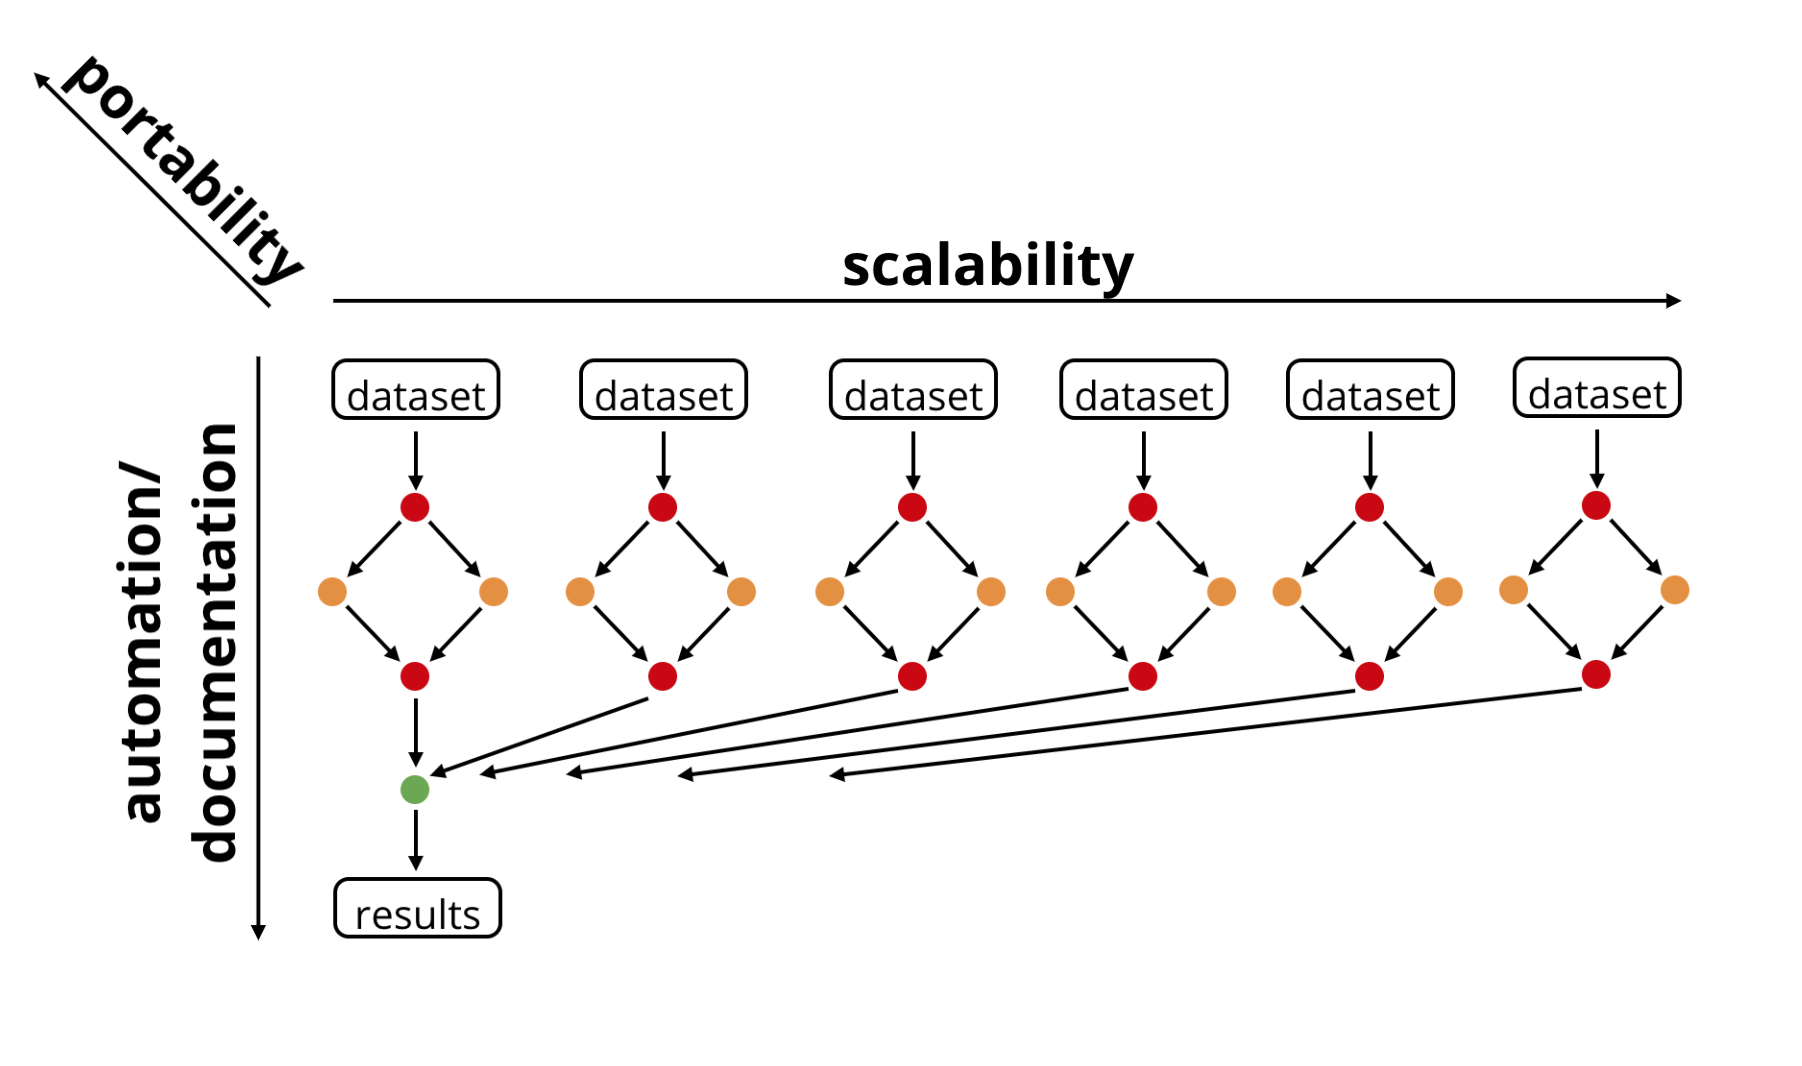 portability
scalability
dataset
dataset
dataset
dataset
dataset
dataset
automation/
documentation
results